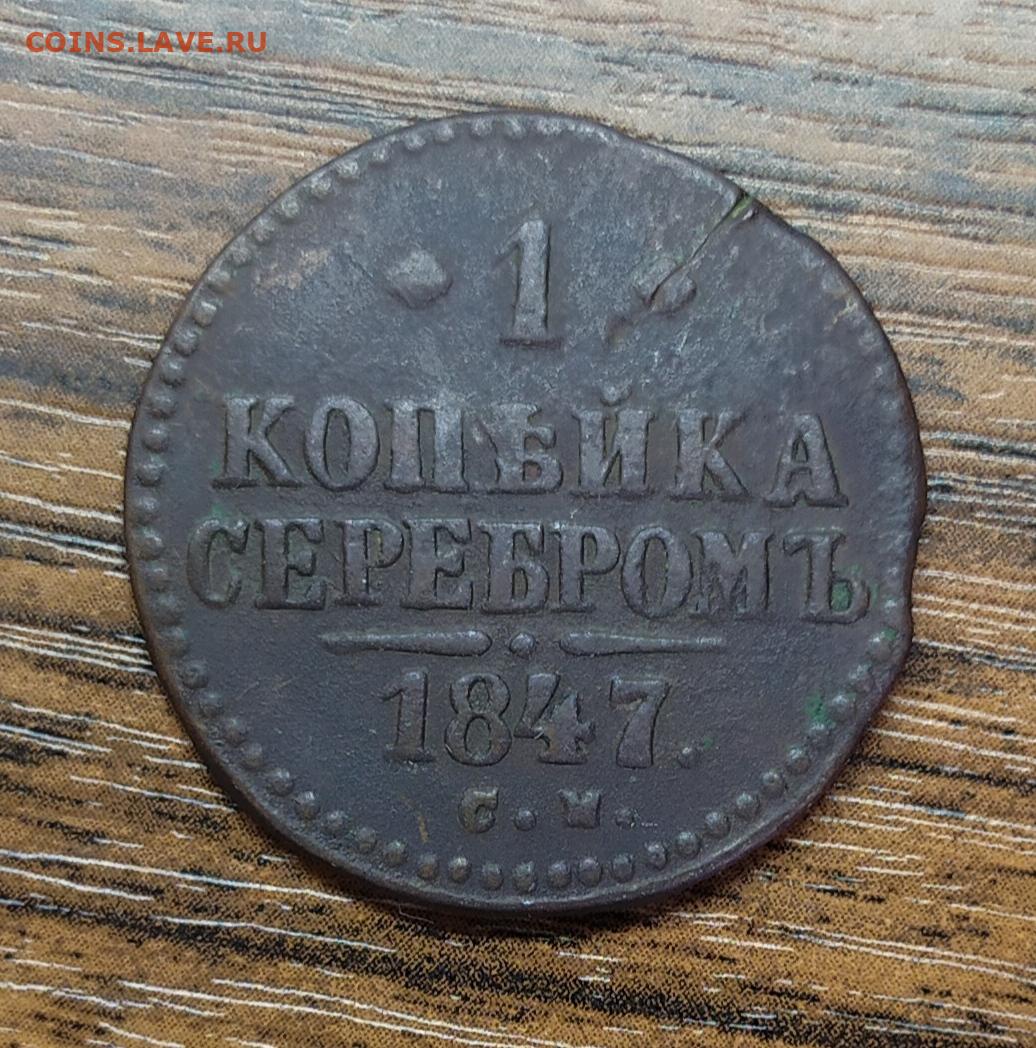 COINS.LAVE.RU
1
КОПѢЙКА
СЕРЕБРОМЪ
1847.
С.М.